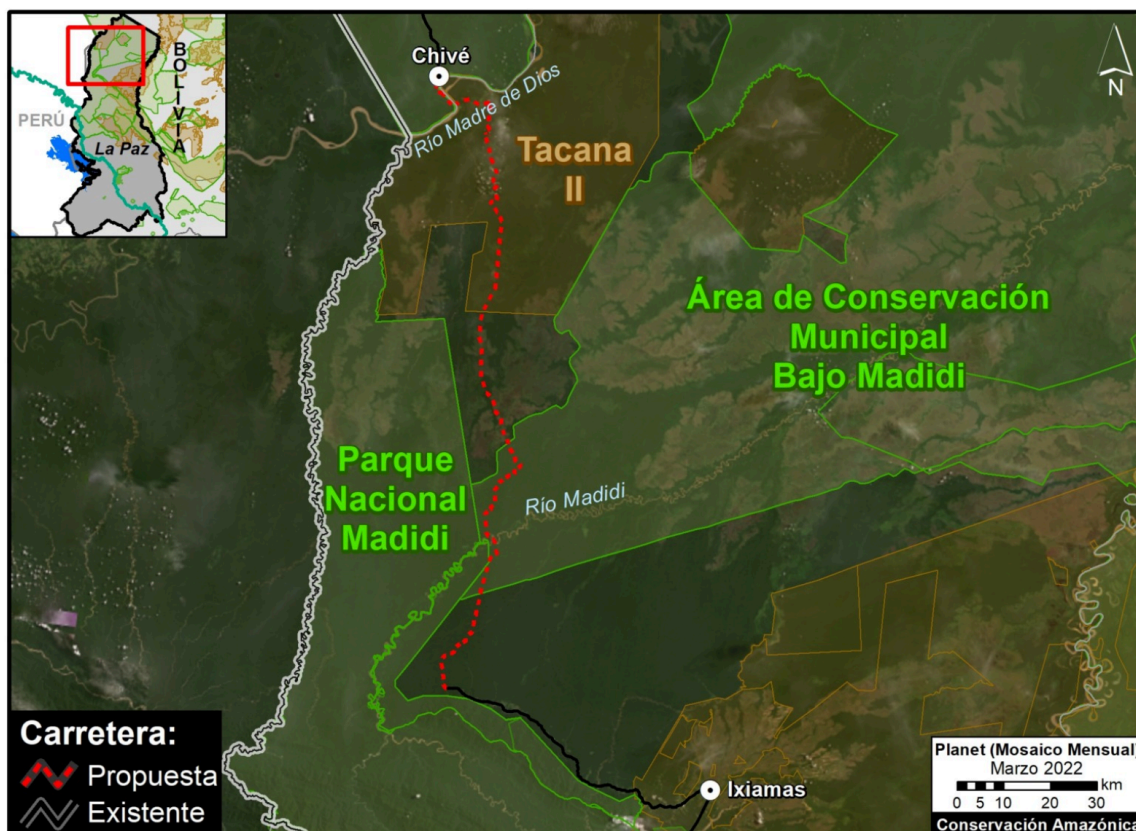 BOLIVIA
PERÚ
La Paz
Chivé
N
Río Madre de Dios
Tacana
II
Área de Conservación
Municipal
Bajo Madidi
Parque
Nacional
Madidi
Río Madidi
Carretera:
Propuesta
Existente
Ixiamas
Planet (Mosaico Mensual)
Marzo 2022
km
0 5 10 20 30
Conservación Amazónica